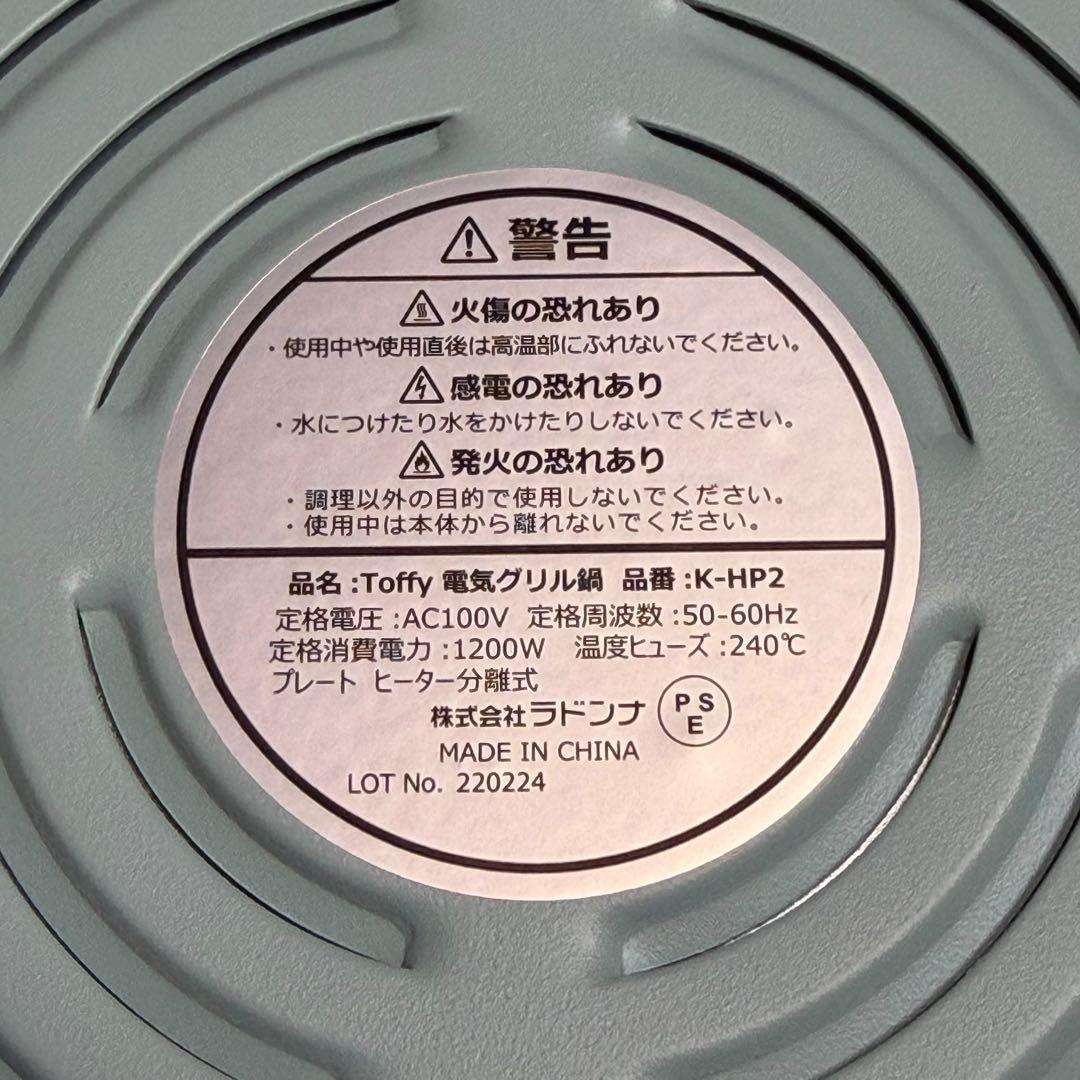 警告
火傷の恐れあり
・使用中や使用直後は高温部にふれないでください。
感電の恐れあり
・水につけたり水をかけたりしないでください。
発火の恐れあり
・調理以外の目的で使用しないでください。
・使用中は本体から離れないでください。
品名 :Toffy 電気グリル鍋 品番 :K-HP2
定格電圧 :AC100V 定格周波数 :50-60Hz
定格消費電力 :1200W 温度ヒューズ :240℃
プレート ヒーター分離式
株式会社ラドンナ PSE
MADE IN CHINA
LOT No. 220224